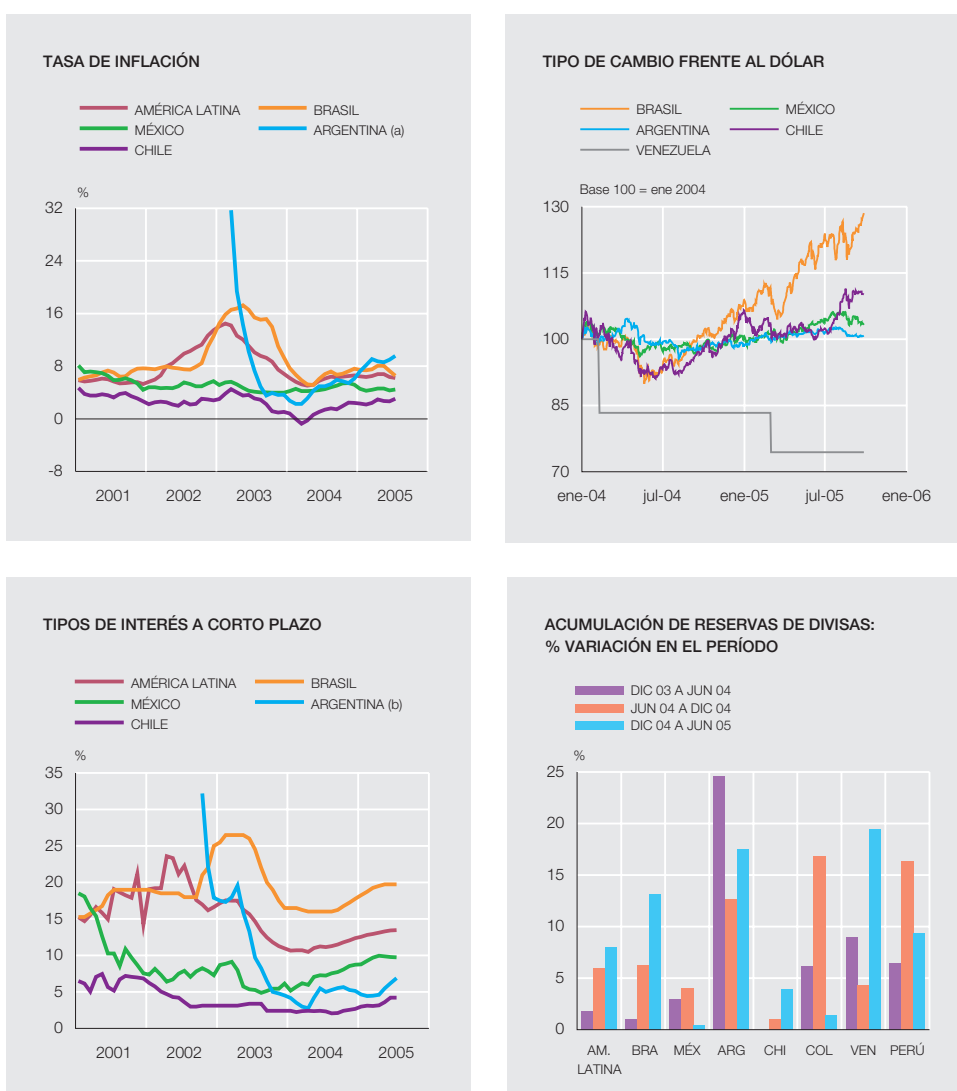 TASA DE INFLACIÓN
AMÉRICA LATINA
BRASIL
MÉXICO
ARGENTINA (a)
CHILE
%
32
24
16
8
0
-8
2001 2002 2003 2004 2005
TIPO DE CAMBIO FRENTE AL DÓLAR
BRASIL
MÉXICO
ARGENTINA
CHILE
VENEZUELA
Base 100 = ene 2004
130
115
100
85
70
ene-04 jul-04 ene-05 jul-05 ene-06
TIPOS DE INTERÉS A CORTO PLAZO
AMÉRICA LATINA
BRASIL
MÉXICO
ARGENTINA (b)
CHILE
%
35
30
25
20
15
10
5
0
2001 2002 2003 2004 2005
ACUMULACIÓN DE RESERVAS DE DIVISAS:
% VARIACIÓN EN EL PERÍODO
DIC 03 A JUN 04
JUN 04 A DIC 04
DIC 04 A JUN 05
%
25
20
15
10
5
0
AM. BRA MÉX ARG CHI COL VEN PERÚ
LATINA